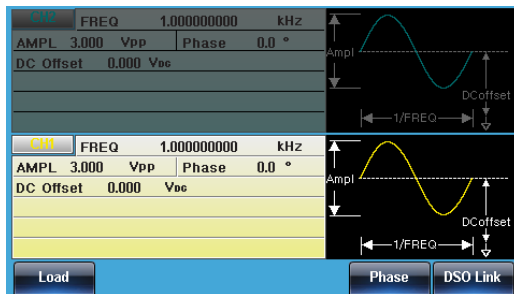 CH2 FREQ 1.000000000 kHz
AMPL 3.000 Vpp Phase 0.0 °
DC Offset 0.000 VDC
Ampl
DCoffset
1/FREQ
CH1 FREQ 1.000000000 kHz
AMPL 3.000 Vpp Phase 0.0 °
DC Offset 0.000 VDC
Ampl
DCoffset
1/FREQ
Load Phase DSO Link